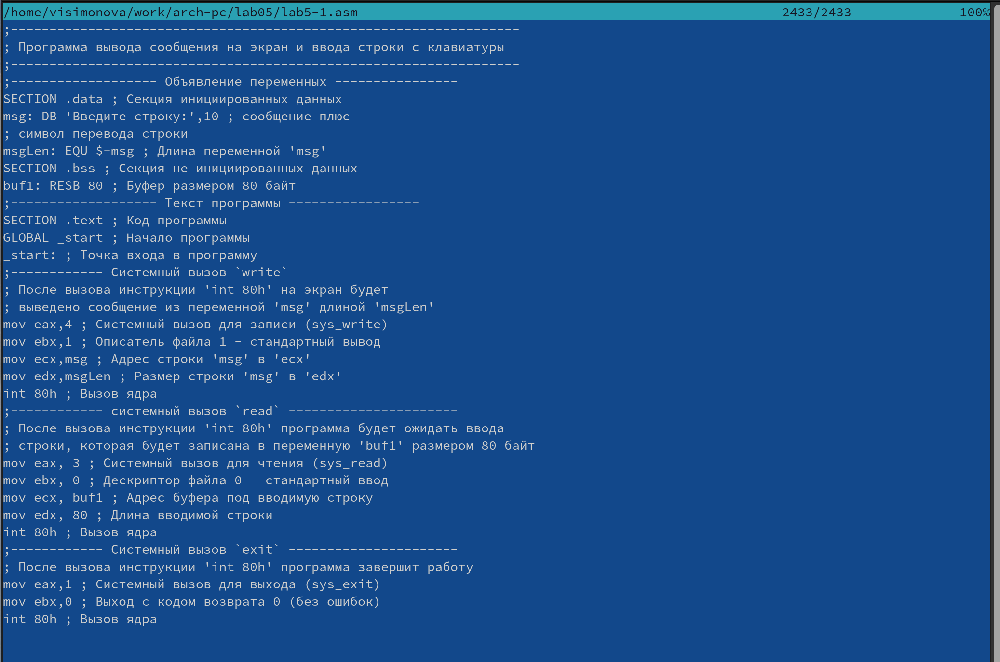 /home/visimonova/work/arch-pc/lab05/lab5-1.asm 2433/2433 100%
;------------------------------------------------------------------
; Программа вывода сообщения на экран и ввода строки с клавиатуры
;------------------------------------------------------------------
;------------------- Объявление переменных ----------------
SECTION .data ; Секция инициированных данных
msg: DB 'Введите строку:',10 ; сообщение плюс
; символ перевода строки
msgLen: EQU $-msg ; Длина переменной 'msg'
SECTION .bss ; Секция не инициированных данных
buf1: RESB 80 ; Буфер размером 80 байт
;------------------- Текст программы -----------------
SECTION .text ; Код программы
GLOBAL _start ; Начало программы
_start: ; Точка входа в программу
;------------ Системный вызов `write`
; После вызова инструкции 'int 80h' на экран будет
; выведено сообщение из переменной 'msg' длиной 'msgLen'
mov eax,4 ; Системный вызов для записи (sys_write)
mov ebx,1 ; Описатель файла 1 - стандартный вывод
mov ecx,msg ; Адрес строки 'msg' в 'ecx'
mov edx,msgLen ; Размер строки 'msg' в 'edx'
int 80h ; Вызов ядра
;------------ системный вызов `read` ----------------------
; После вызова инструкции 'int 80h' программа будет ожидать ввода
; строки, которая будет записана в переменную 'buf1' размером 80 байт
mov eax, 3 ; Системный вызов для чтения (sys_read)
mov ebx, 0 ; Дескриптор файла 0 - стандартный ввод
mov ecx, buf1 ; Адрес буфера под вводимую строку
mov edx, 80 ; Длина вводимой строки
int 80h ; Вызов ядра
;------------ Системный вызов `exit` ----------------------
; После вызова инструкции 'int 80h' программа завершит работу
mov eax,1 ; Системный вызов для выхода (sys_exit)
mov ebx,0 ; Выход с кодом возврата 0 (без ошибок)
int 80h ; Вызов ядра